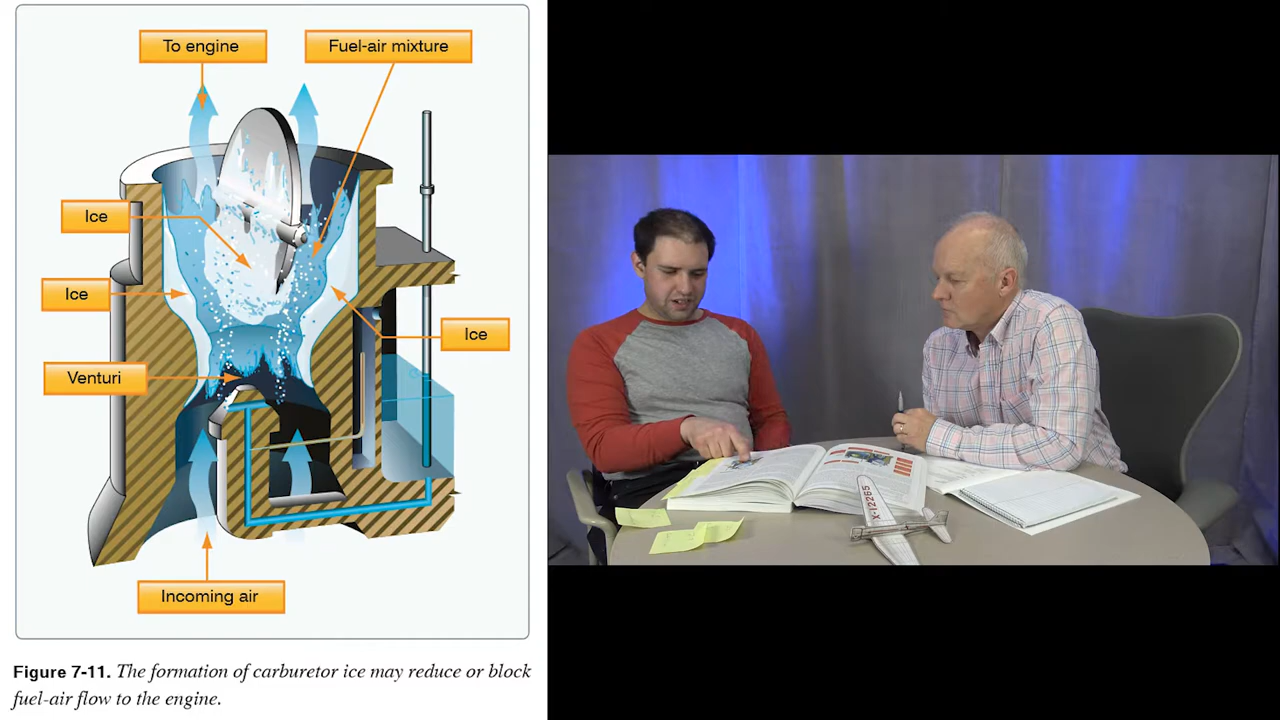 To engine
Fuel-air mixture
Ice
Ice
Ice
Venturi
Incoming air
Figure 7-11. The formation of carburetor ice may reduce or block
fuel-air flow to the engine.
X-12265